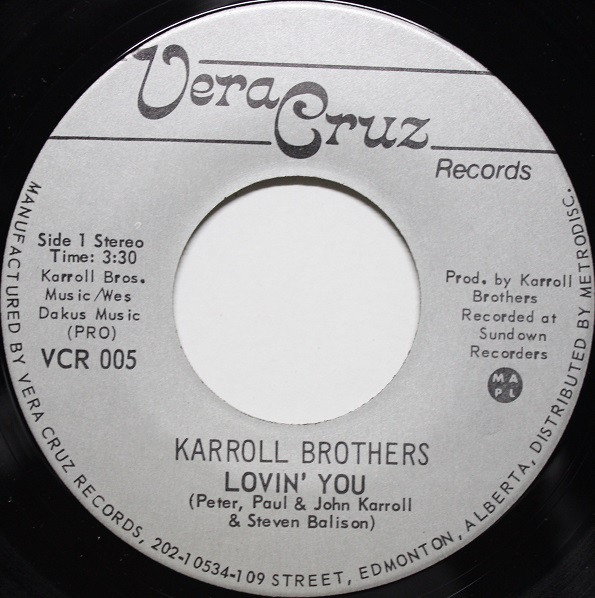 Vera Cruz
Records
Side 1 Stereo
Time: 3:30
Karroll Bros.
Music/Wes
Dakus Music
(PRO)
VCR 005
Prod. by Karroll
Brothers
Recorded at
Sundown
Recorders
M A
P L
KARROLL BROTHERS
LOVIN' YOU
(Peter, Paul & John Karroll
& Steven Balison)
MANUFACTURED BY VERA CRUZ RECORDS, 202-10534-109 STREET, EDMONTON, ALBERTA, DISTRIBUTED BY METRODISC.